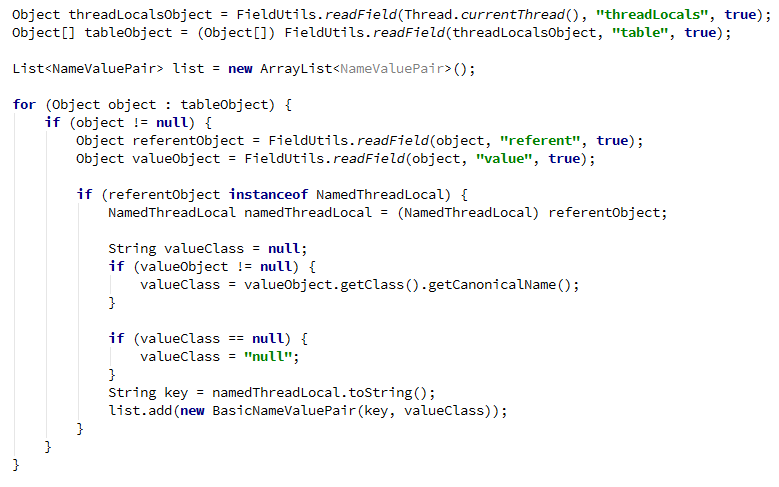 Object threadLocalsObject = FieldUtils.readField(Thread.currentThread(), "threadLocals", true);
Object[] tableObject = (Object[]) FieldUtils.readField(threadLocalsObject, "table", true);

List<NameValuePair> list = new ArrayList<NameValuePair>();

for (Object object : tableObject) {
    if (object != null) {
        Object referentObject = FieldUtils.readField(object, "referent", true);
        Object valueObject = FieldUtils.readField(object, "value", true);

        if (referentObject instanceof NamedThreadLocal) {
            NamedThreadLocal namedThreadLocal = (NamedThreadLocal) referentObject;

            String valueClass = null;
            if (valueObject != null) {
                valueClass = valueObject.getClass().getCanonicalName();
            }

            if (valueClass == null) {
                valueClass = "null";
            }
            String key = namedThreadLocal.toString();
            list.add(new BasicNameValuePair(key, valueClass));
        }
    }
}